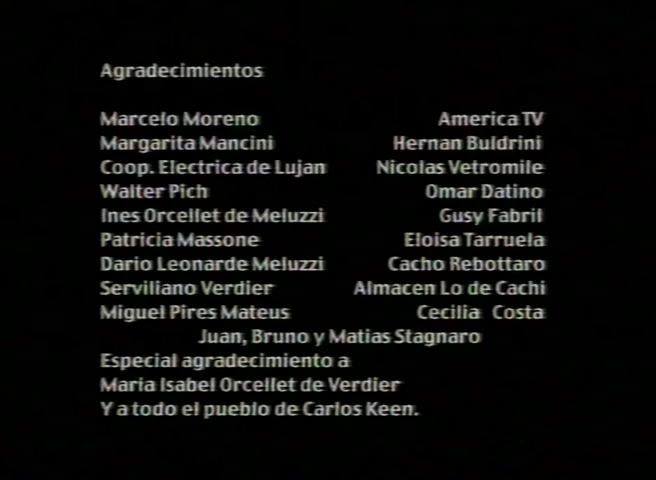 Agradecimientos
Marcelo Moreno America TV
Margarita Mancini Hernan Buldrini
Coop. Electrica de Lujan Nicolas Vetromile
Walter Pich Omar Datino
Ines Orcellet de Meluzzi Gusy Fabril
Patricia Massone Eloisa Tarruela
Dario Leonarde Meluzzi Cacho Rebottaro
Serviliano Verdier Almacen Lo de Cachi
Miguel Pires Mateus Cecilia Costa
Juan, Bruno y Matias Stagnaro
Especial agradecimiento a
Maria Isabel Orcellet de Verdier
Y a todo el pueblo de Carlos Keen.